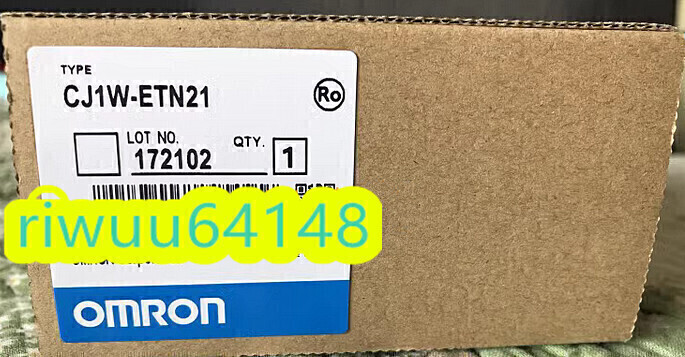 TYPE
CJ1W-ETN21
Ro
LOT NO. QTY.
172102 1
riwuu64148
OMRON